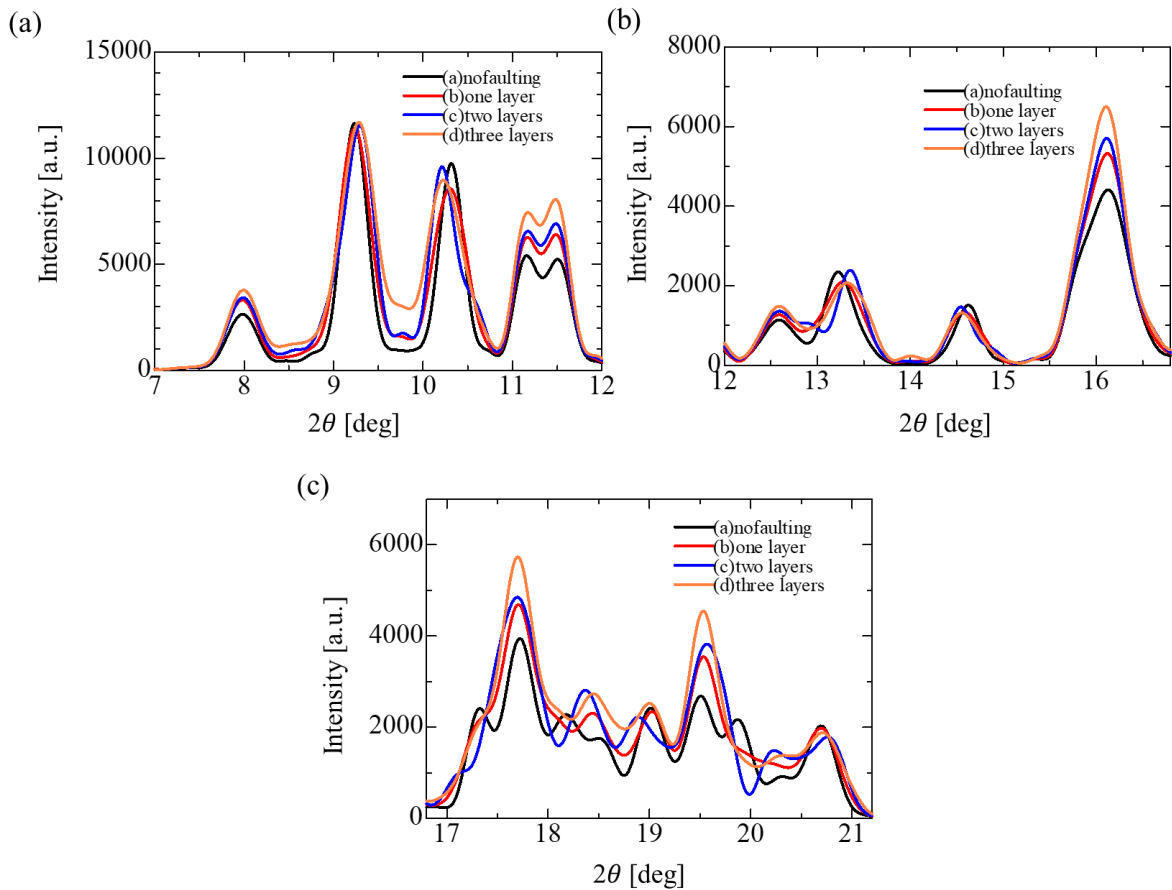 (a)
15000
10000
5000
0
Intensity [a.u.]
(a)nofaulting
(b)one layer
(c)two layers
(d)three layers
7 8 9 10 11 12
2θ [deg]
(b)
8000
6000
4000
2000
0
Intensity [a.u.]
(a)nofaulting
(b)one layer
(c)two layers
(d)three layers
12 13 14 15 16
2θ [deg]
(c)
6000
4000
2000
0
Intensity [a.u.]
(a)nofaulting
(b)one layer
(c)two layers
(d)three layers
17 18 19 20 21
2θ [deg]